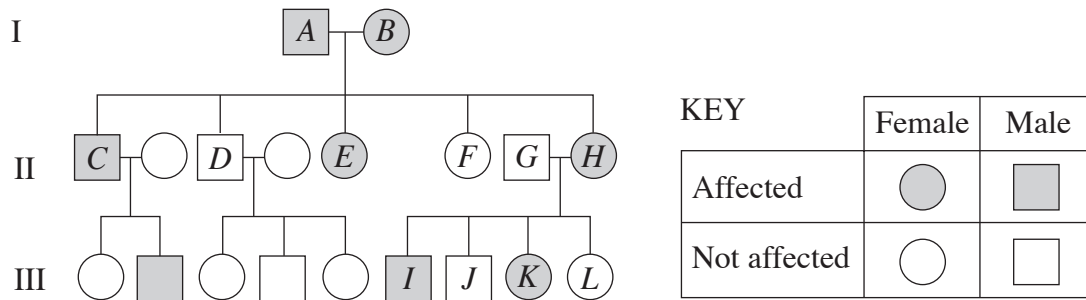 I
A B
KEY
Female Male
II
C D E F G H
Affected
Not affected
III
I J K L